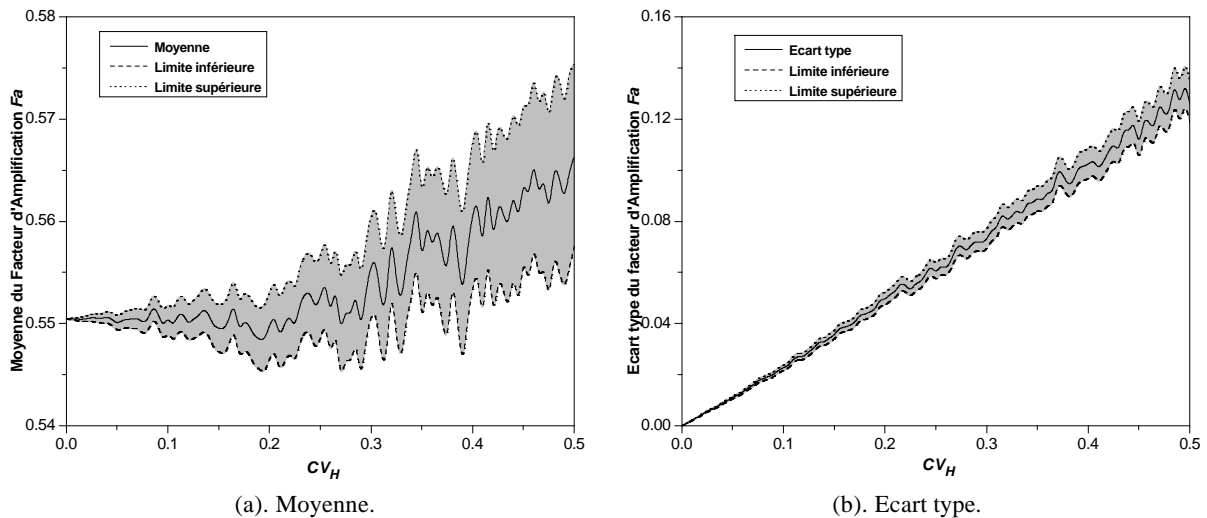 0.58
0.57
0.56
0.55
0.54
Moyenne du Facteur d'Amplification Fa
Moyenne
Limite inférieure
Limite supérieure
0.0 0.1 0.2 0.3 0.4 0.5
CV_H
(a). Moyenne.
0.16
0.12
0.08
0.04
0.00
Ecart type du facteur d'Amplification Fa
Ecart type
Limite inférieure
Limite supérieure
0.0 0.1 0.2 0.3 0.4 0.5
CV_H
(b). Ecart type.